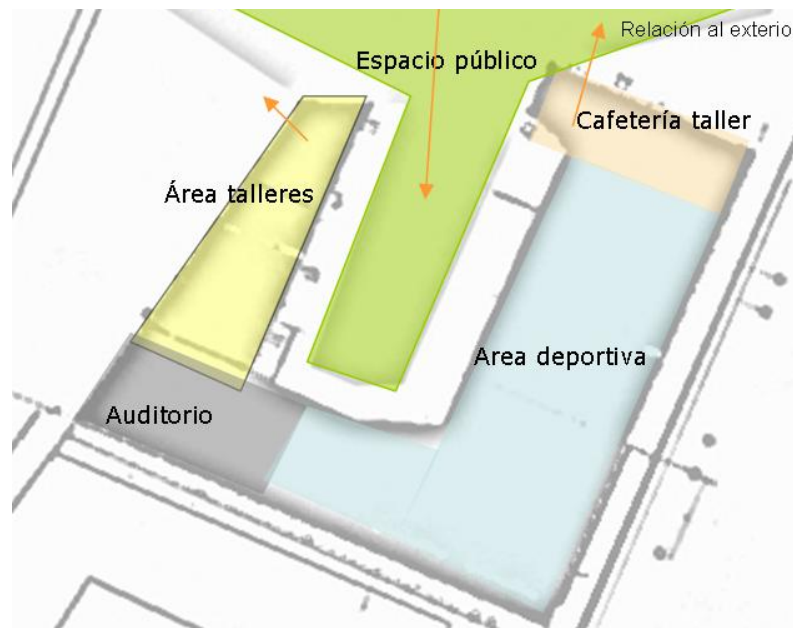 Relación al exterio
Espacio público
Cafetería taller
Área talleres
Area deportiva
Auditorio